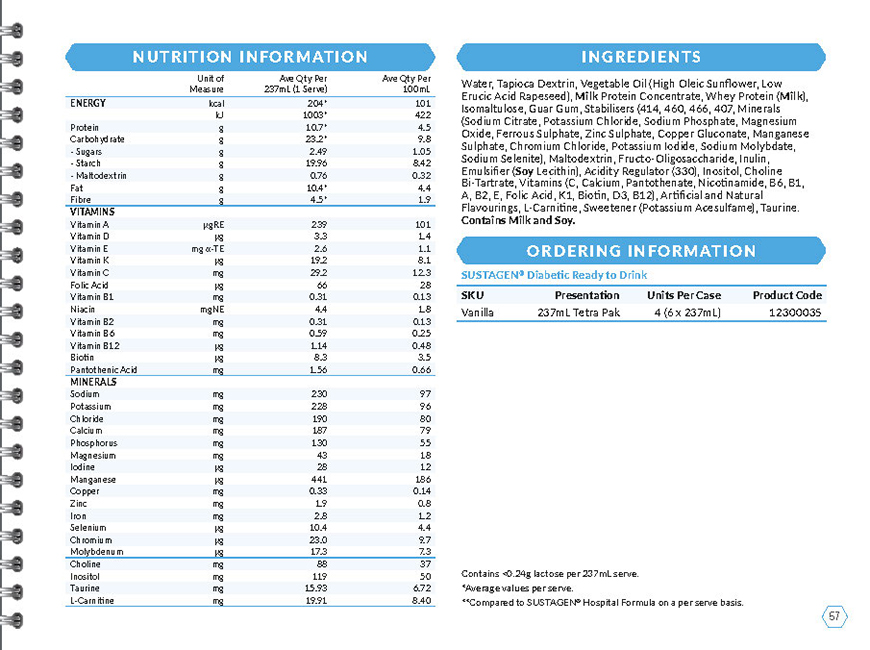 NUTRITION INFORMATION
Unit of Measure Ave Qty Per 237mL (1 Serve) Ave Qty Per 100mL
ENERGY kcal 204* 101
kJ 1003* 422
Protein g 10.7* 4.5
Carbohydrate g 23.2* 9.8
- Sugars g 2.49 1.05
- Starch g 19.96 8.42
- Maltodextrin g 0.76 0.32
Fat g 10.4* 4.4
Fibre g 4.5* 1.9
VITAMINS
Vitamin A µgRE 239 101
Vitamin D µg 3.3 1.4
Vitamin E mg α-TE 2.6 1.1
Vitamin K µg 19.2 8.1
Vitamin C mg 29.2 12.3
Folic Acid µg 66 28
Vitamin B1 mg 0.31 0.13
Niacin mgNE 4.4 1.8
Vitamin B2 mg 0.31 0.13
Vitamin B6 mg 0.59 0.25
Vitamin B12 µg 1.14 0.48
Biotin µg 8.3 3.5
Pantothenic Acid mg 1.56 0.66
MINERALS
Sodium mg 230 97
Potassium mg 228 96
Chloride mg 190 80
Calcium mg 187 79
Phosphorus mg 130 55
Magnesium mg 43 18
Iodine µg 28 12
Manganese µg 441 186
Copper mg 0.33 0.14
Zinc mg 1.9 0.8
Iron mg 2.8 1.2
Selenium µg 10.4 4.4
Chromium µg 23.0 9.7
Molybdenum µg 17.3 7.3
Choline mg 88 37
Inositol mg 119 50
Taurine mg 15.93 6.72
L-Carnitine mg 19.91 8.40
INGREDIENTS
Water, Tapioca Dextrin, Vegetable Oil (High Oleic Sunflower, Low
Erucic Acid Rapeseed), Milk Protein Concentrate, Whey Protein (Milk),
Isomaltulose, Guar Gum, Stabilisers (414, 460, 466, 407, Minerals
(Sodium Citrate, Potassium Chloride, Sodium Phosphate, Magnesium
Oxide, Ferrous Sulphate, Zinc Sulphate, Copper Gluconate, Manganese
Sulphate, Chromium Chloride, Potassium Iodide, Sodium Molybdate,
Sodium Selenite), Maltodextrin, Fructo-Oligosaccharide, Inulin,
Emulsifier (Soy Lecithin), Acidity Regulator (330), Inositol, Choline
Bi-Tartrate, Vitamins (C, Calcium, Pantothenate, Nicotinamide, B6, B1,
A, B2, E, Folic Acid, K1, Biotin, D3, B12), Artificial and Natural
Flavourings, L-Carnitine, Sweetener (Potassium Acesulfame), Taurine.
Contains Milk and Soy.
ORDERING INFORMATION
SUSTAGEN® Diabetic Ready to Drink
SKU Presentation Units Per Case Product Code
Vanilla 237mL Tetra Pak 4 (6 x 237mL) 12300035
Contains <0.24g lactose per 237mL serve.
*Average values per serve.
**Compared to SUSTAGEN® Hospital Formula on a per serve basis.
57